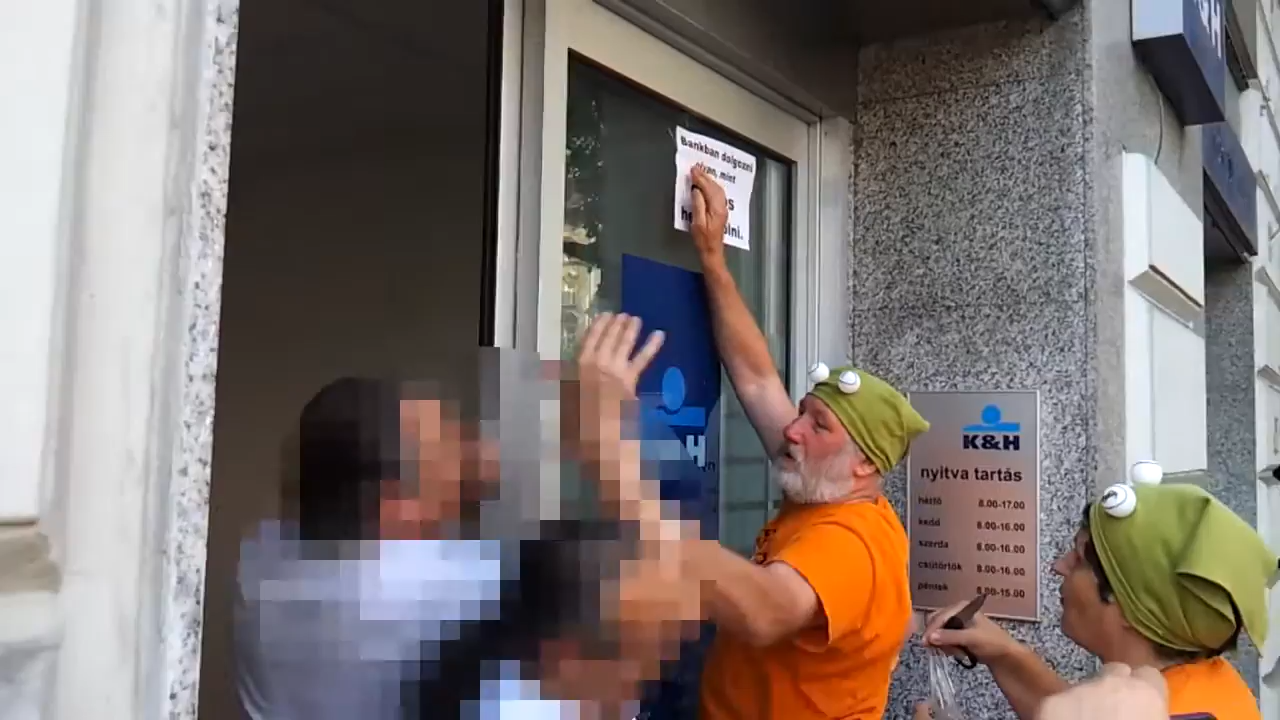 Bankban dolgozni
olyan, mint
K&H
K&H
nyitva tartás
hétfő 8.00-17.00
kedd 8.00-16.00
szerda 8.00-16.00
csütörtök 8.00-16.00
péntek 8.00-15.00